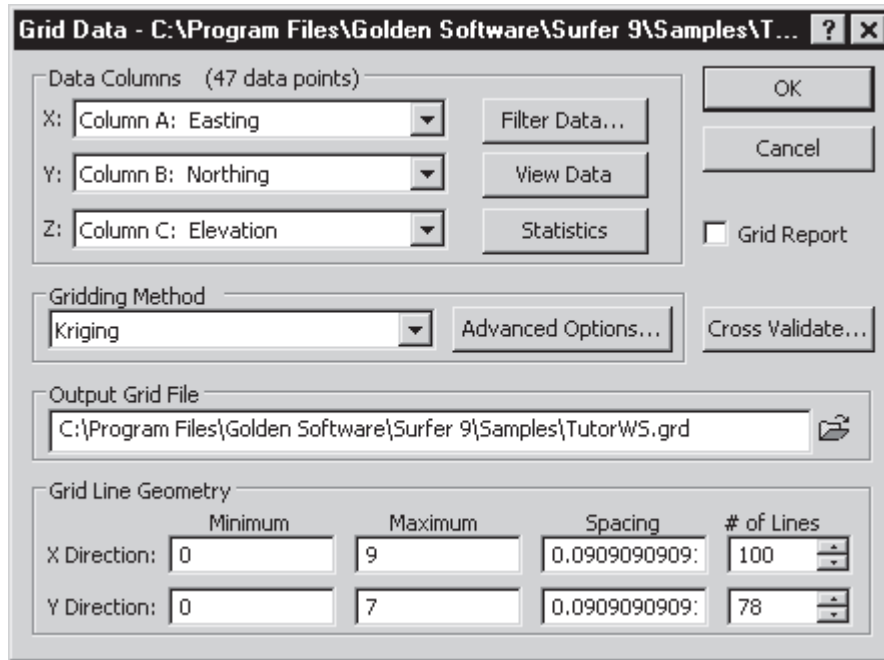 Grid Data - C:\Program Files\Golden Software\Surfer 9\Samples\T...
Data Columns (47 data points)
X: Column A: Easting
Y: Column B: Northing
Z: Column C: Elevation
Filter Data...
View Data
Statistics
OK
Cancel
Grid Report
Gridding Method
Kriging
Advanced Options...
Cross Validate...
Output Grid File
C:\Program Files\Golden Software\Surfer 9\Samples\TutorWS.grd
Grid Line Geometry
Minimum Maximum Spacing # of Lines
X Direction: 0 9 0.0909090909 100
Y Direction: 0 7 0.0909090909 78